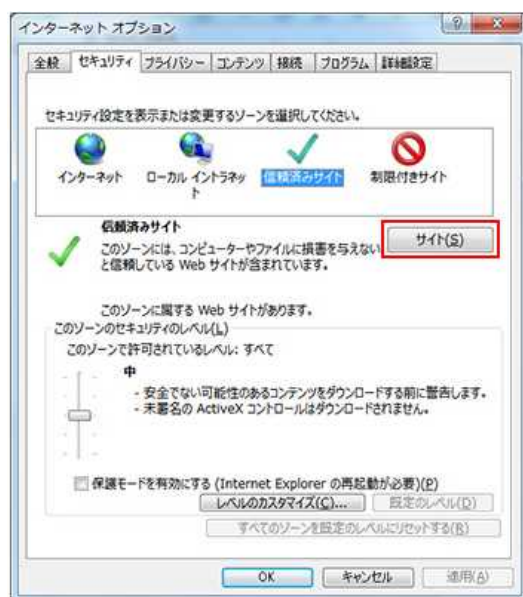 インターネット オプション
全般 セキュリティ プライバシー コンテンツ 接続 プログラム 詳細設定
セキュリティ設定を表示または変更するゾーンを選択してください。
インターネット ローカル イントラネッ 信頼済みサイト 制限付きサイト
ト
信頼済みサイト
サイト(S)
このゾーンには、コンピューターやファイルに損害を与えない
と信頼している Web サイトが含まれています。
このゾーンに属する Web サイトがあります。
このゾーンのセキュリティのレベル(L)
このゾーンで許可されているレベル: すべて
中
- 安全でない可能性のあるコンテンツをダウンロードする前に警告します。
- 未署名の ActiveX コントロールはダウンロードされません。
保護モードを有効にする (Internet Explorer の再起動が必要)(P)
レベルのカスタマイズ(C)... 既定のレベル(D)
すべてのゾーンを既定のレベルにリセットする(R)
OK キャンセル 適用(A)